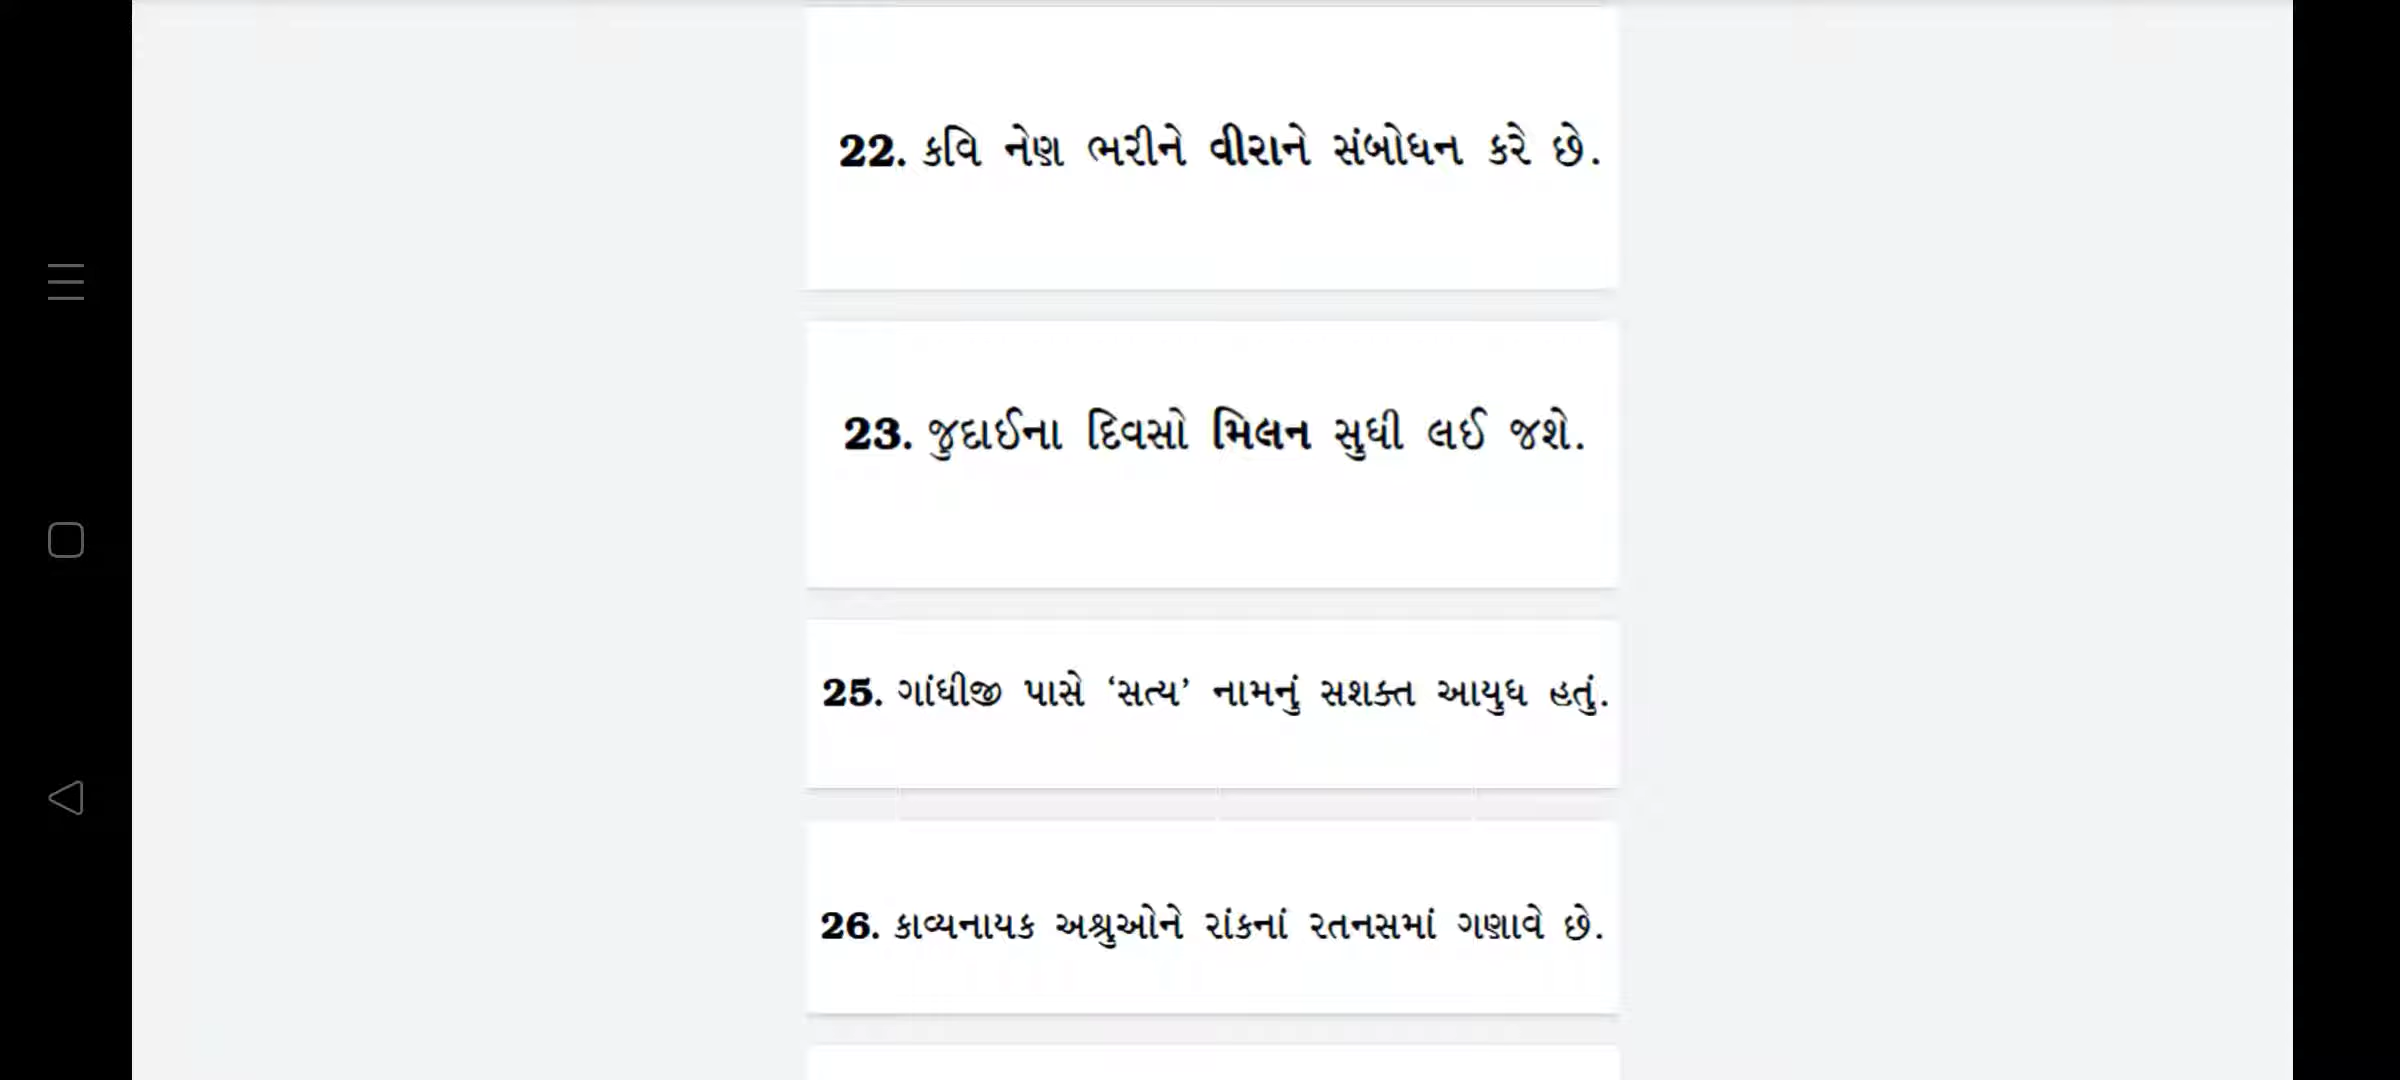 22. કવિ નેણ ભરીને વીરાને સંબોધન કરે છે.
23. જુદાઈના દિવસો મિલન સુધી લઈ જશે.
25. ગાંધીજી પાસે ‘સત્ય’ નામનું સશક્ત આયુધ હતું.
26. કાવ્યનાયક અશ્રુઓને રાંકનાં રતનસમાં ગણાવે છે.